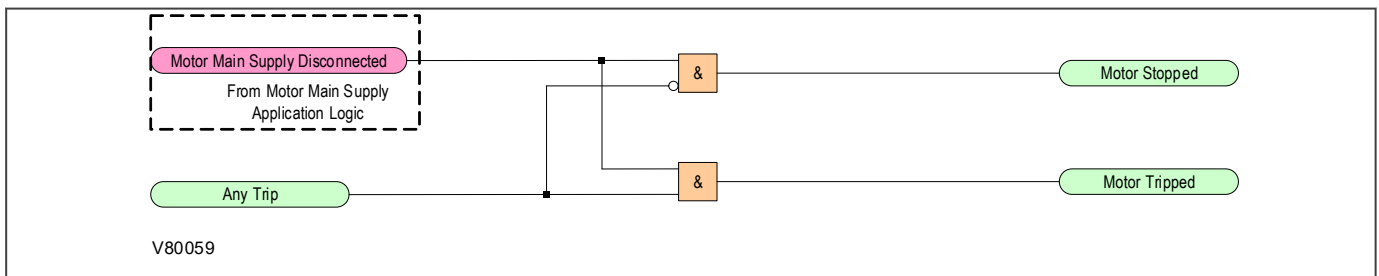 Motor Main Supply Disconnected
From Motor Main Supply
Application Logic
&
Motor Stopped
Any Trip
&
Motor Tripped
V80059